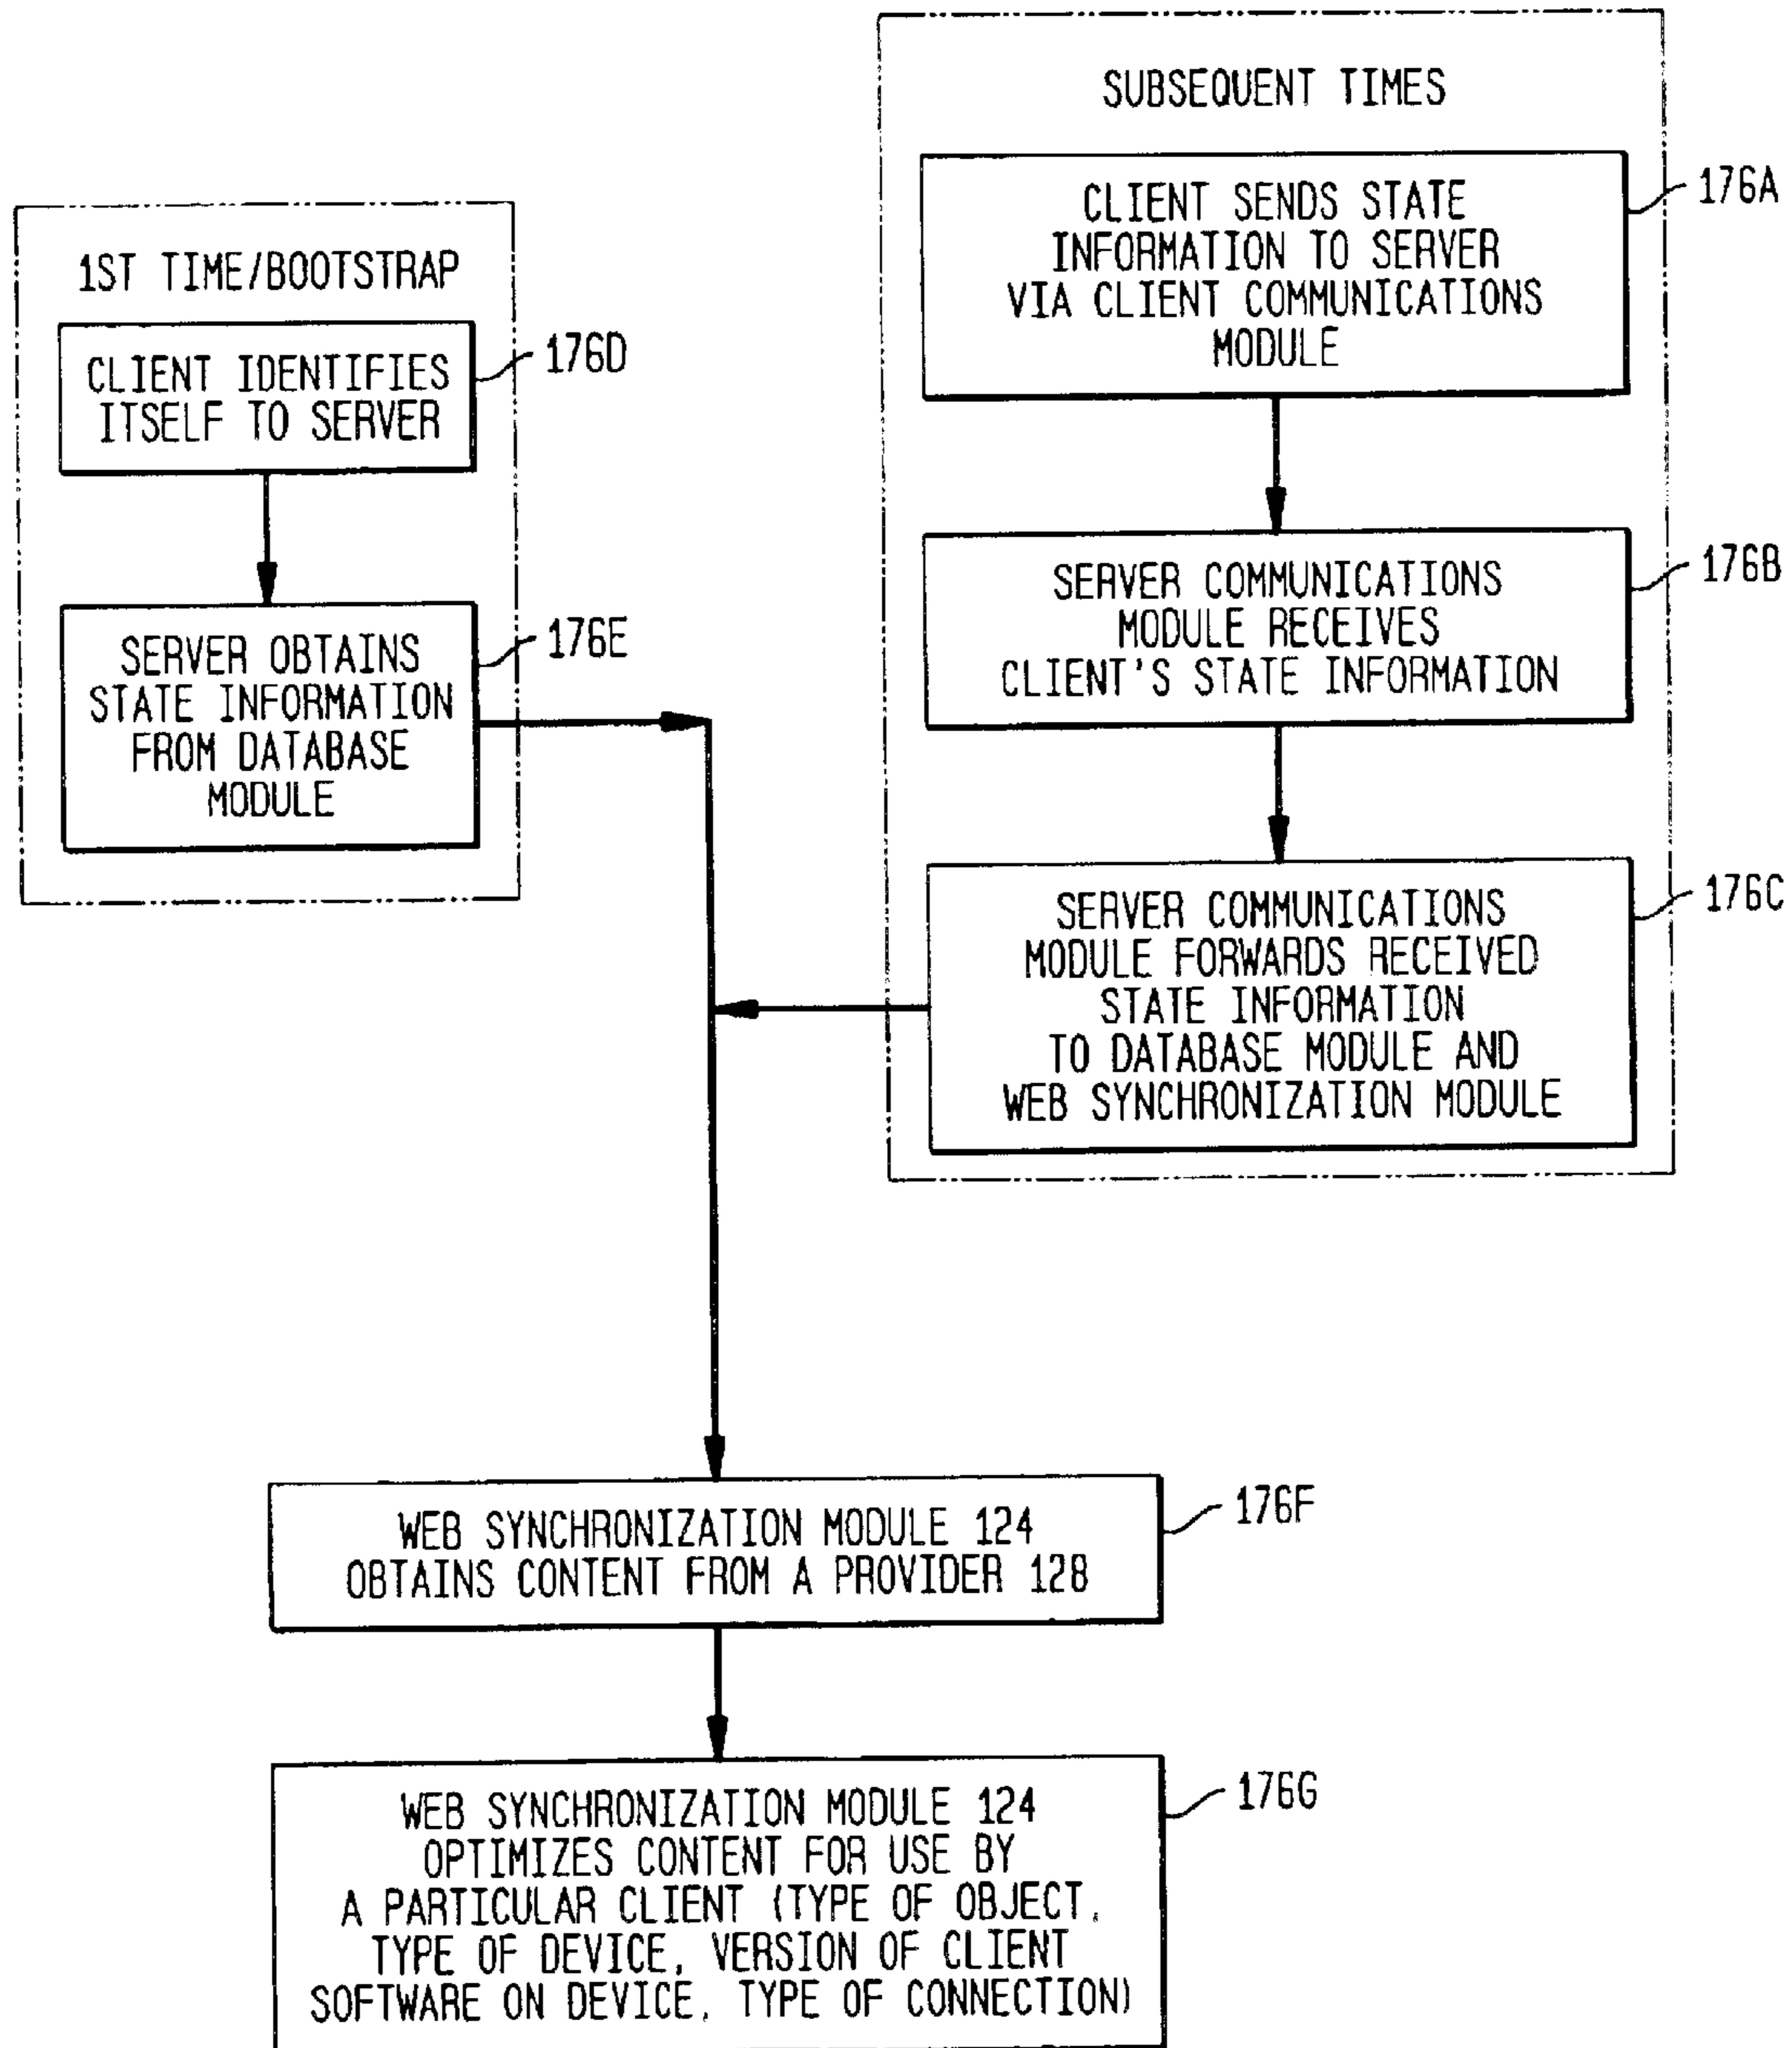 SUBSEQUENT TIMES
CLIENT SENDS STATE
INFORMATION TO SERVER
VIA CLIENT COMMUNICATIONS
MODULE
176A
1ST TIME/BOOTSTRAP
CLIENT IDENTIFIES
ITSELF TO SERVER
176D
SERVER COMMUNICATIONS
MODULE RECEIVES
CLIENT'S STATE INFORMATION
176B
SERVER OBTAINS
STATE INFORMATION
FROM DATABASE
MODULE
176E
SERVER COMMUNICATIONS
MODULE FORWARDS RECEIVED
STATE INFORMATION
TO DATABASE MODULE AND
WEB SYNCHRONIZATION MODULE
176C
WEB SYNCHRONIZATION MODULE 124
OBTAINS CONTENT FROM A PROVIDER 128
176F
WEB SYNCHRONIZATION MODULE 124
OPTIMIZES CONTENT FOR USE BY
A PARTICULAR CLIENT (TYPE OF OBJECT,
TYPE OF DEVICE, VERSION OF CLIENT
SOFTWARE ON DEVICE, TYPE OF CONNECTION)
176G